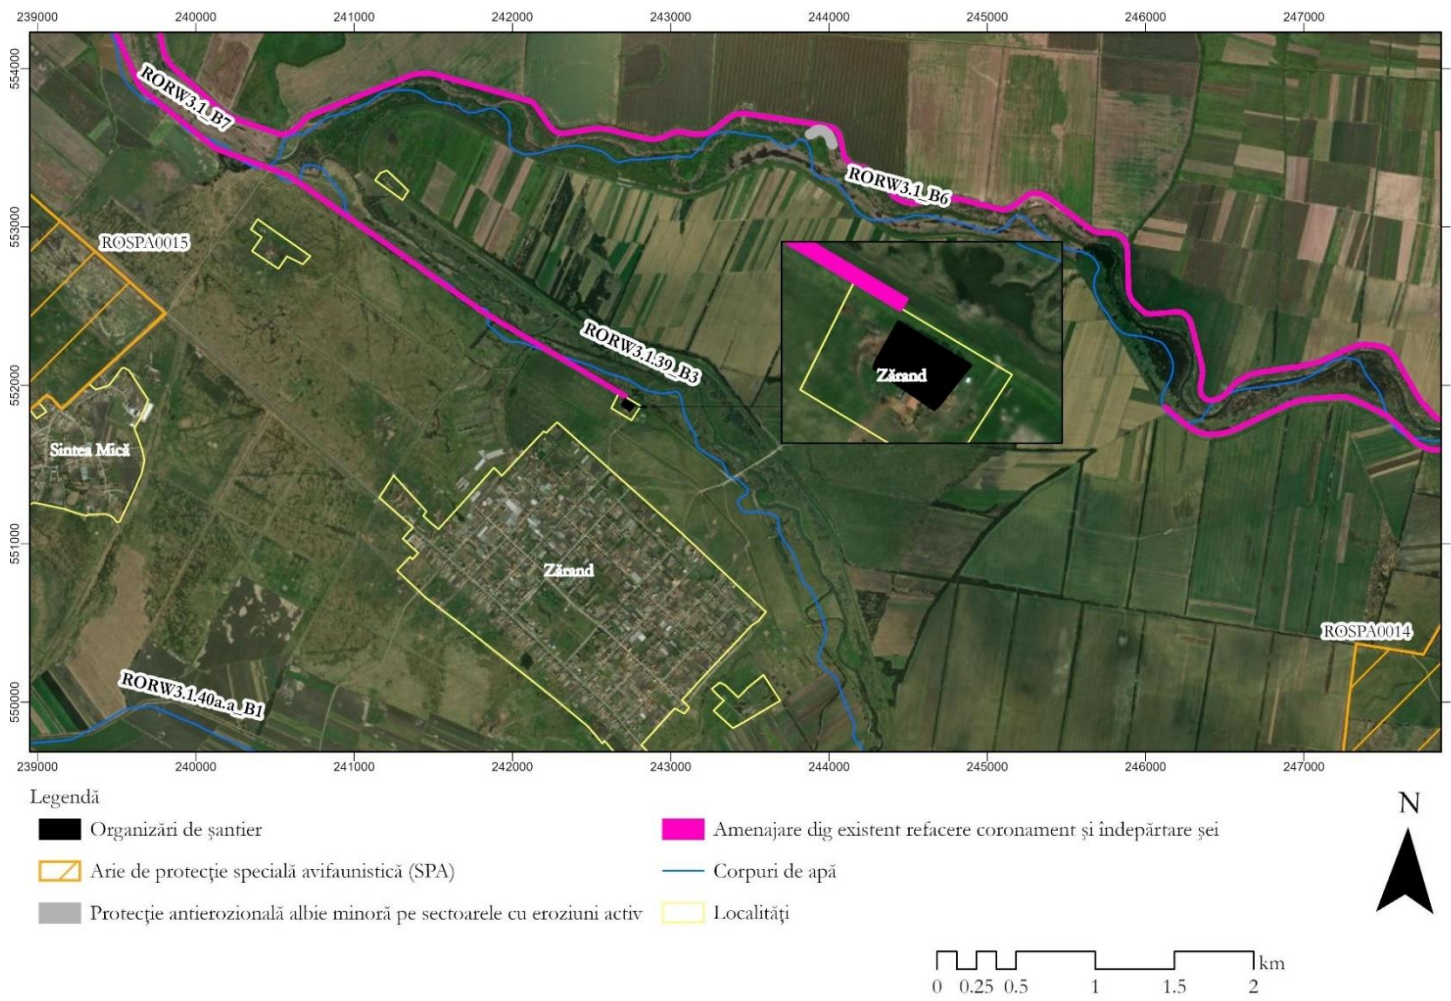 239000 240000 241000 242000 243000 244000 245000 246000 247000
554000
553000
552000
551000
550000
RORW3.1_B7
RORW3.1_B6
ROSPA0015
RORW3.1.39_B3
Zărand
Sintea Mică
Zărand
ROSPA0014
RORW3.1.40a.a_B1
239000 240000 241000 242000 243000 244000 245000 246000 247000
Legendă
Organizări de șantier
Arie de protecție specială avifaunistică (SPA)
Protecție antierozională albie minoră pe sectoarele cu eroziuni activ
Amenajare dig existent refacere coronament și îndepărtare șei
Corpuri de apă
Localități
N
km
0 0.25 0.5 1 1.5 2